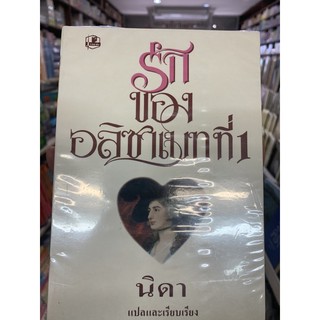 รัก
ของ
อลิซาเบทที่1
นิดา
แปลและเรียบเรียง